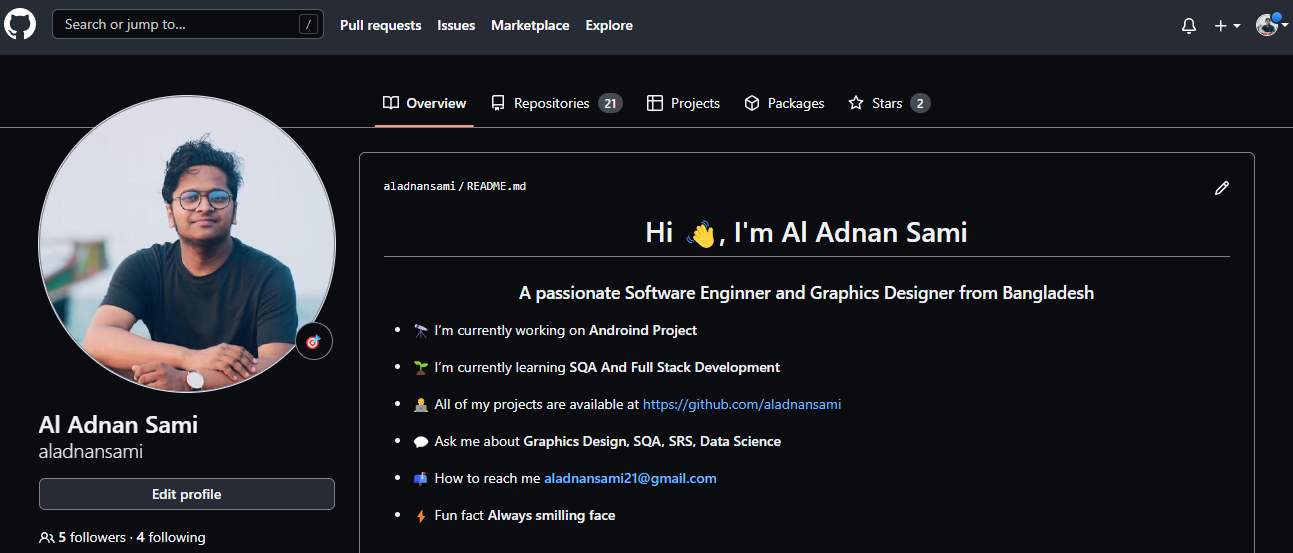 Search or jump to... /
Pull requests Issues Marketplace Explore
Overview Repositories 21 Projects Packages Stars 2
aladnansami/README.md
Hi 👋, I'm Al Adnan Sami
A passionate Software Enginner and Graphics Designer from Bangladesh
• 🔭 I’m currently working on Androind Project
• 🌱 I’m currently learning SQA And Full Stack Development
• 👨‍💻 All of my projects are available at https://github.com/aladnansami
• 💬 Ask me about Graphics Design, SQA, SRS, Data Science
• 📫 How to reach me aladnansami21@gmail.com
• ⚡ Fun fact Always smilling face
Al Adnan Sami
aladnansami
Edit profile
5 followers · 4 following